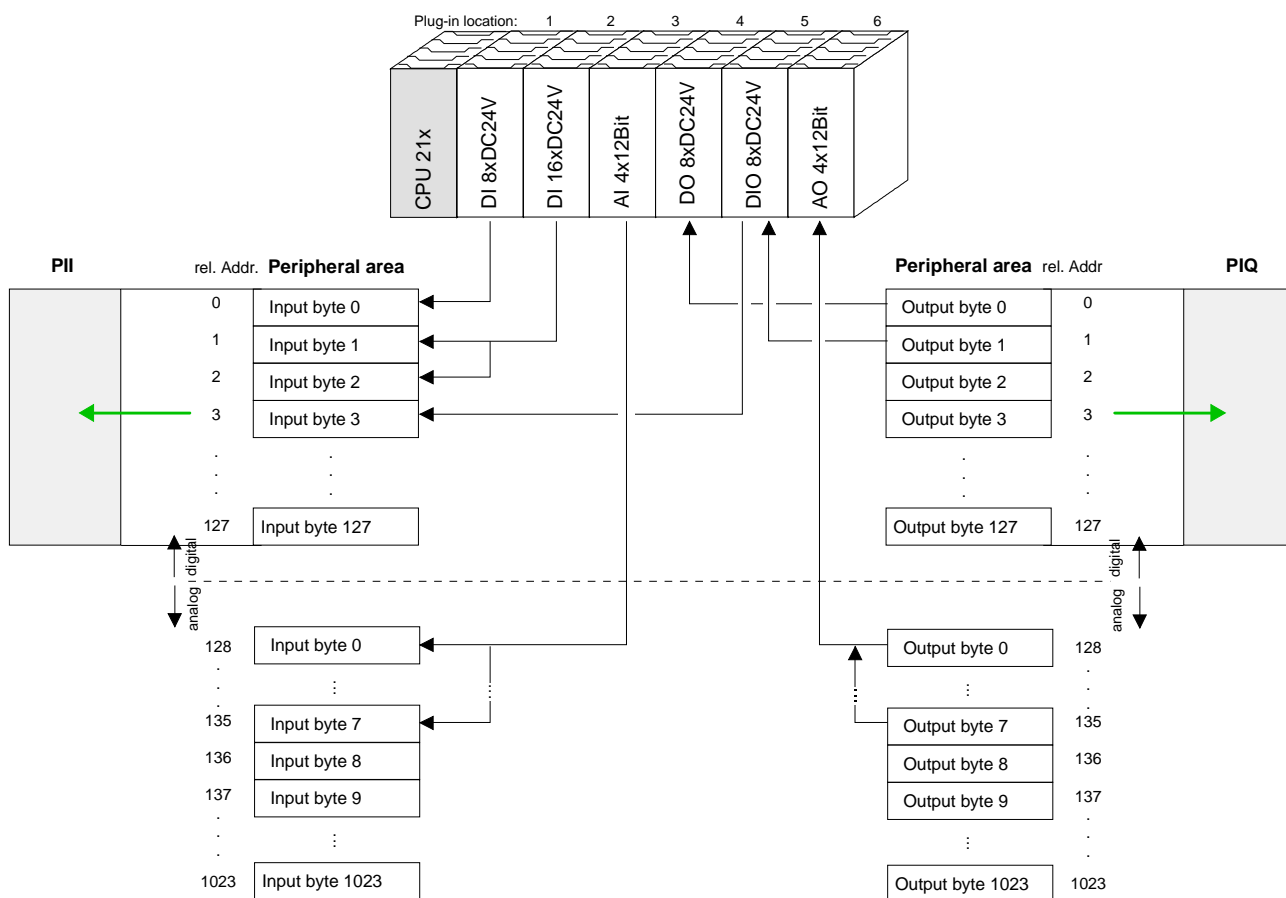 Plug-in location: 1 2 3 4 5 6
CPU 21x
DI 8xDC24V
DI 16xDC24V
AI 4x12Bit
DO 8xDC24V
DIO 8xDC24V
AO 4x12Bit
PII rel. Addr. Peripheral area
0 Input byte 0
1 Input byte 1
2 Input byte 2
3 Input byte 3
. . .
. .
.
127 Input byte 127
digital
analog
128 Input byte 0
. ...
.
.
135 Input byte 7
136 Input byte 8
137 Input byte 9
. ...
.
.
1023 Input byte 1023
Peripheral area rel. Addr PIQ
Output byte 0 0
Output byte 1 1
Output byte 2 2
Output byte 3 3
. . .
. .
.
Output byte 127 127
digital
analog
Output byte 0 128
... .
.
.
Output byte 7 135
Output byte 8 136
Output byte 9 137
... .
.
.
Output byte 1023 1023